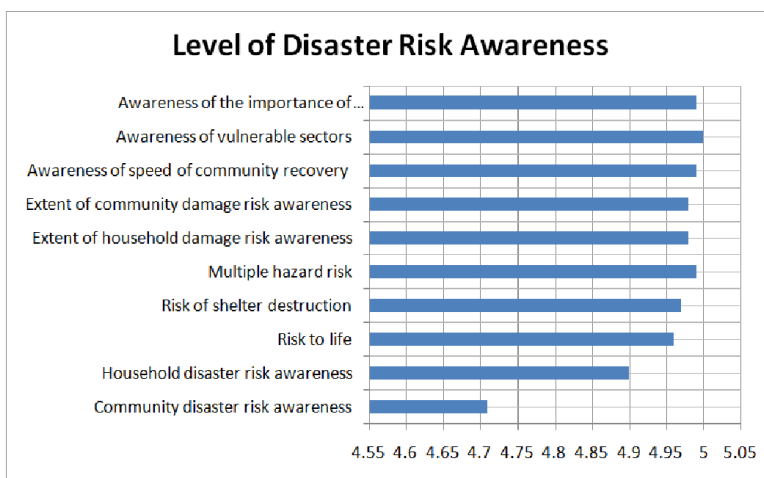 Level of Disaster Risk Awareness
Awareness of the importance of ...
Awareness of vulnerable sectors
Awareness of speed of community recovery
Extent of community damage risk awareness
Extent of household damage risk awareness
Multiple hazard risk
Risk of shelter destruction
Risk to life
Household disaster risk awareness
Community disaster risk awareness
4.55 4.6 4.65 4.7 4.75 4.8 4.85 4.9 4.95 5 5.05